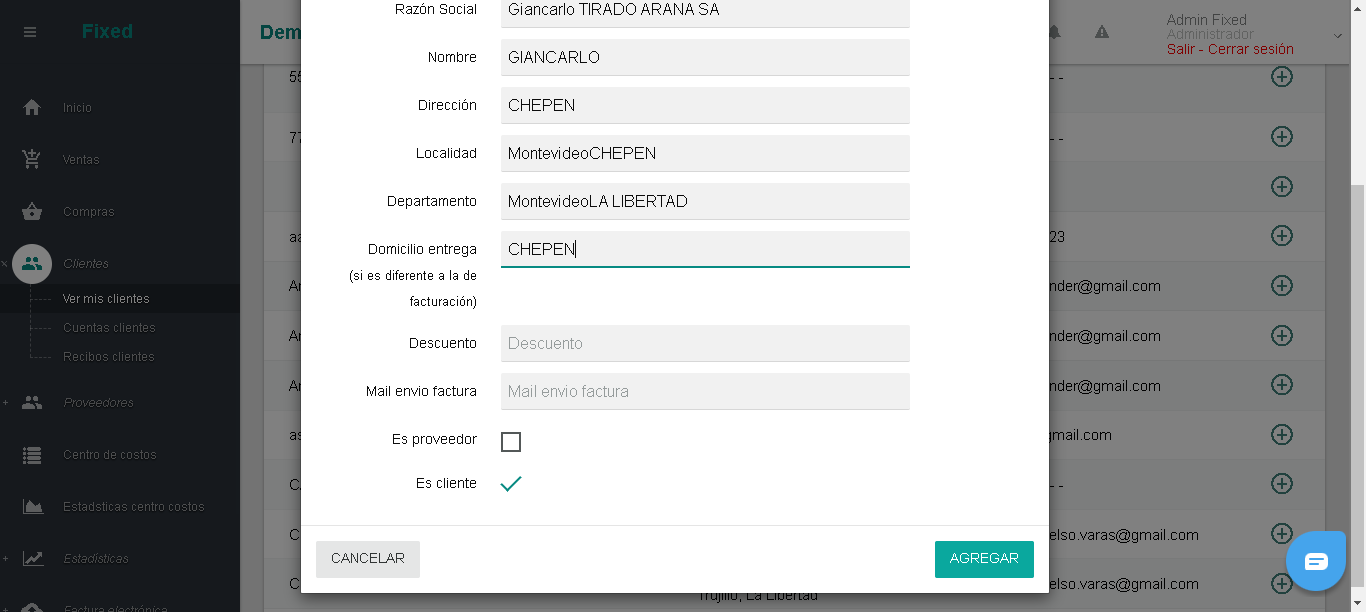 Fixed
Dem
Admin Fixed
Administrador
Salir - Cerrar sesión
Inicio
Ventas
Compras
Clientes
Ver mis clientes
Cuentas clientes
Recibos clientes
Proveedores
Centro de costos
Estadsticas centro costos
Estadísticas
Factura electrónica
Razón Social Giancarlo TIRADO ARANA SA
Nombre GIANCARLO
Dirección CHEPEN
Localidad MontevideoCHEPEN
Departamento MontevideoLA LIBERTAD
Domicilio entrega CHEPEN
(si es diferente a la de
facturación)
Descuento Descuento
Mail envio factura Mail envio factura
Es proveedor
Es cliente
CANCELAR AGREGAR
55 - -
77 - -
aa 23
nder@gmail.com
nder@gmail.com
nder@gmail.com
as gmail.com
- -
elso.varas@gmail.com
elso.varas@gmail.com
Trujillo, La Libertad